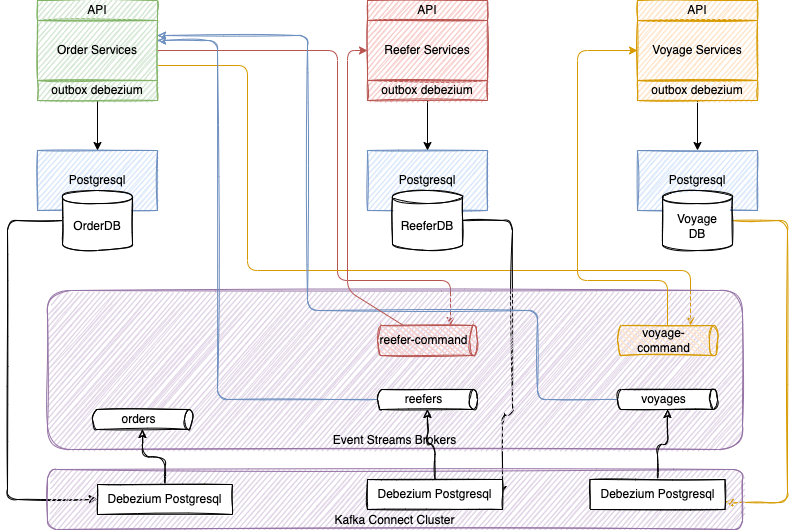 API
API
API
Order Services
Reefer Services
Voyage Services
outbox debezium
outbox debezium
outbox debezium
Postgresql
Postgresql
Postgresql
OrderDB
ReeferDB
Voyage
DB
reefer-command
voyage-
command
reefers
voyages
orders
Event Streams Brokers
Debezium Postgresql
Debezium Postgresql
Debezium Postgresql
Kafka Connect Cluster